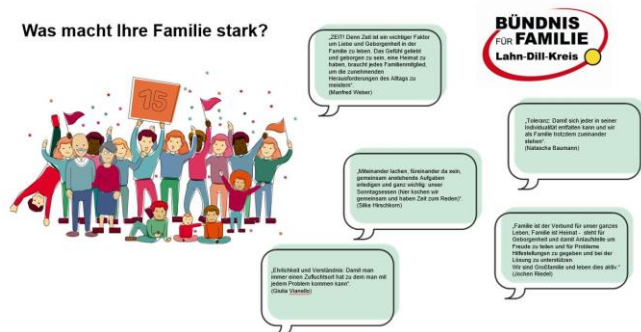 Was macht Ihre Familie stark?
15
„ZEIT! Denn Zeit ist ein wichtiger Faktor
um Liebe und Geborgenheit in der
Familie zu leben. Das Gefühl geliebt
und geborgen zu sein, eine Heimat zu
haben, braucht jedes Familienmitglied,
um die zunehmenden
Herausforderungen des Alltags zu
meistern“.
(Manfred Weber)
BÜNDNIS
FÜR FAMILIE
Lahn-Dill-Kreis
„Toleranz: Damit sich jeder in seiner
Individualität entfalten kann und wir
als Familie trotzdem zueinander
stehen“
(Natascha Baumann)
„Miteinander lachen, füreinander da sein,
gemeinsam anstehende Aufgaben
erledigen und ganz wichtig: unser
Sonntagsessen (hier kochen wir
gemeinsam und haben Zeit zum Reden)“.
(Silke Hirschkorn)
„Familie ist der Verbund für unser ganzes
Leben; Familie ist Heimat - steht für
Geborgenheit und damit Anlaufstelle um
Freude zu teilen und für Probleme
Hilfestellungen zu gegeben und bei der
Lösung zu unterstützen.
Wir sind Großfamilie und leben dies aktiv.“
(Jochen Riedel)
„Ehrlichkeit und Verständnis: Damit man
immer einen Zufluchtsort hat zu dem man mit
jedem Problem kommen kann“.
(Giulia Vianello)